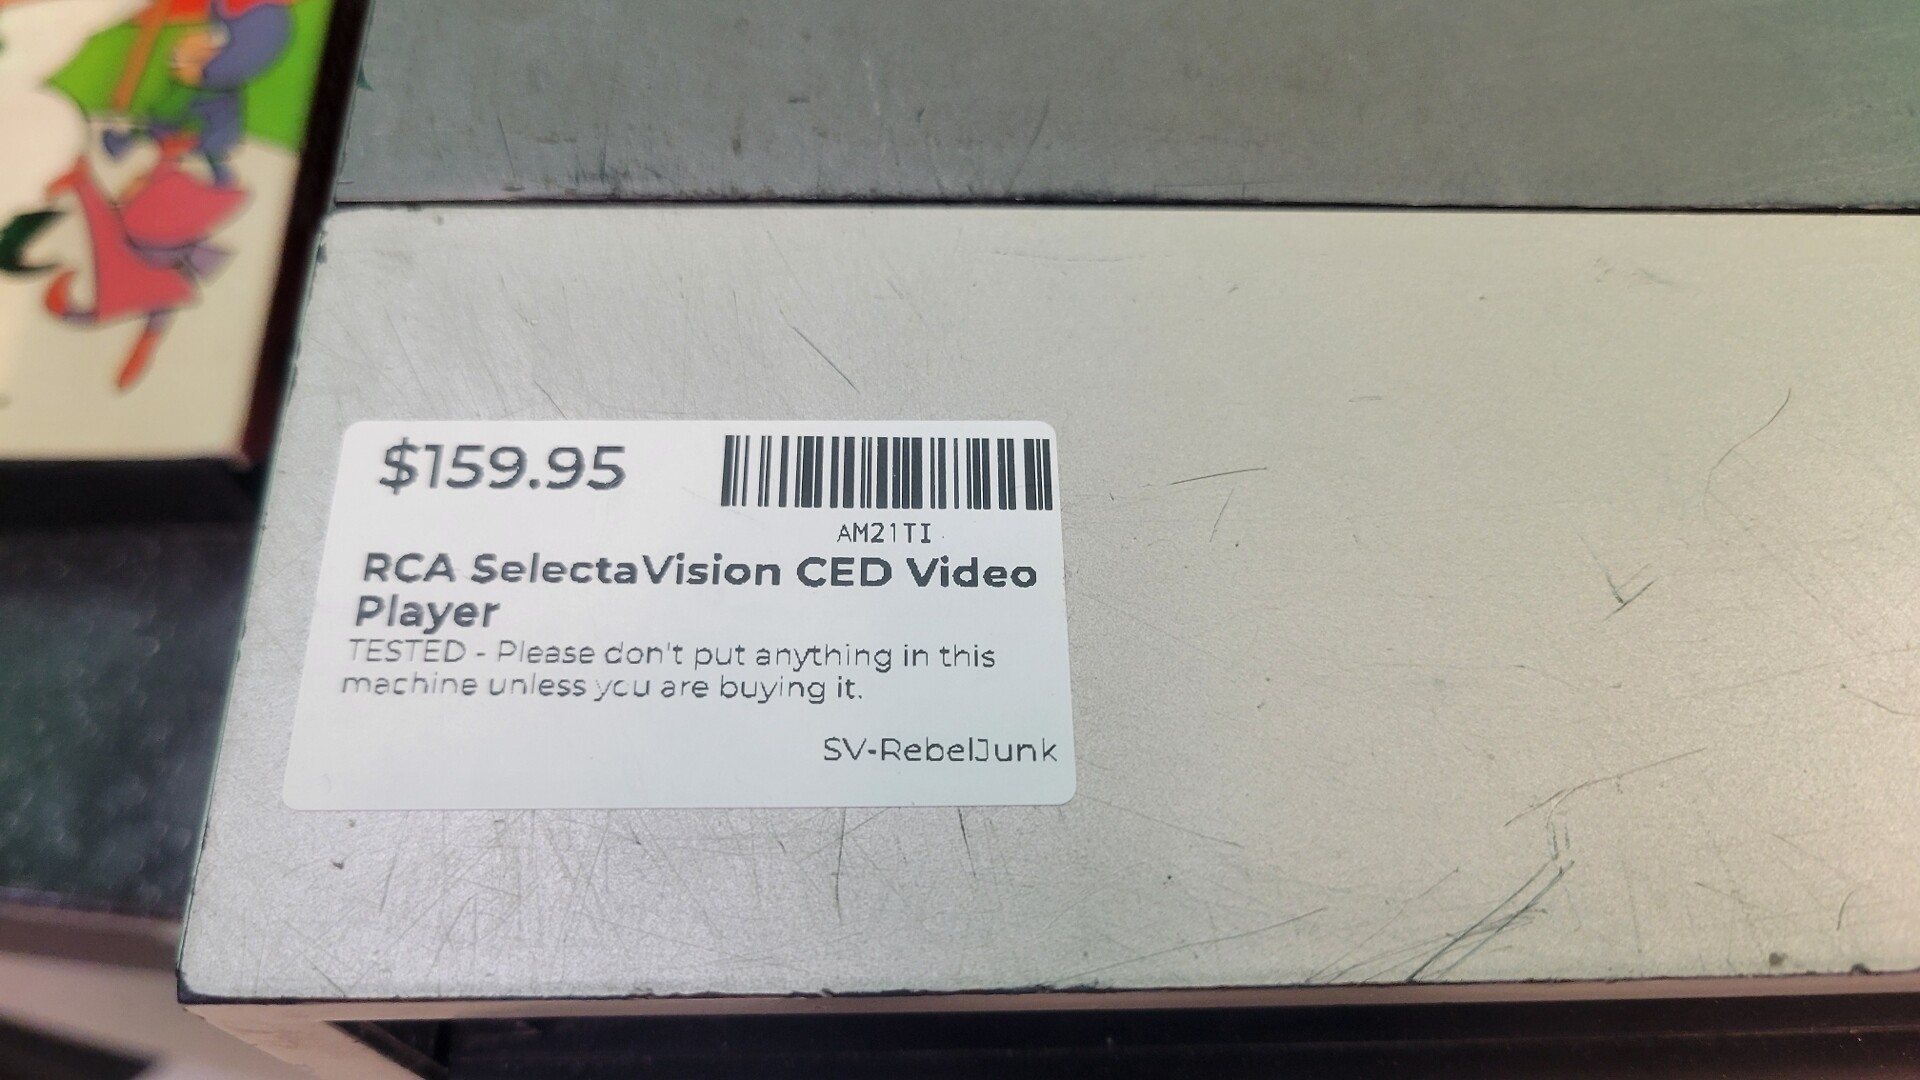 $159.95
AM21TI
RCA SelectaVision CED Video
Player
TESTED - Please don't put anything in this
machine unless you are buying it.
SV-RebelJunk